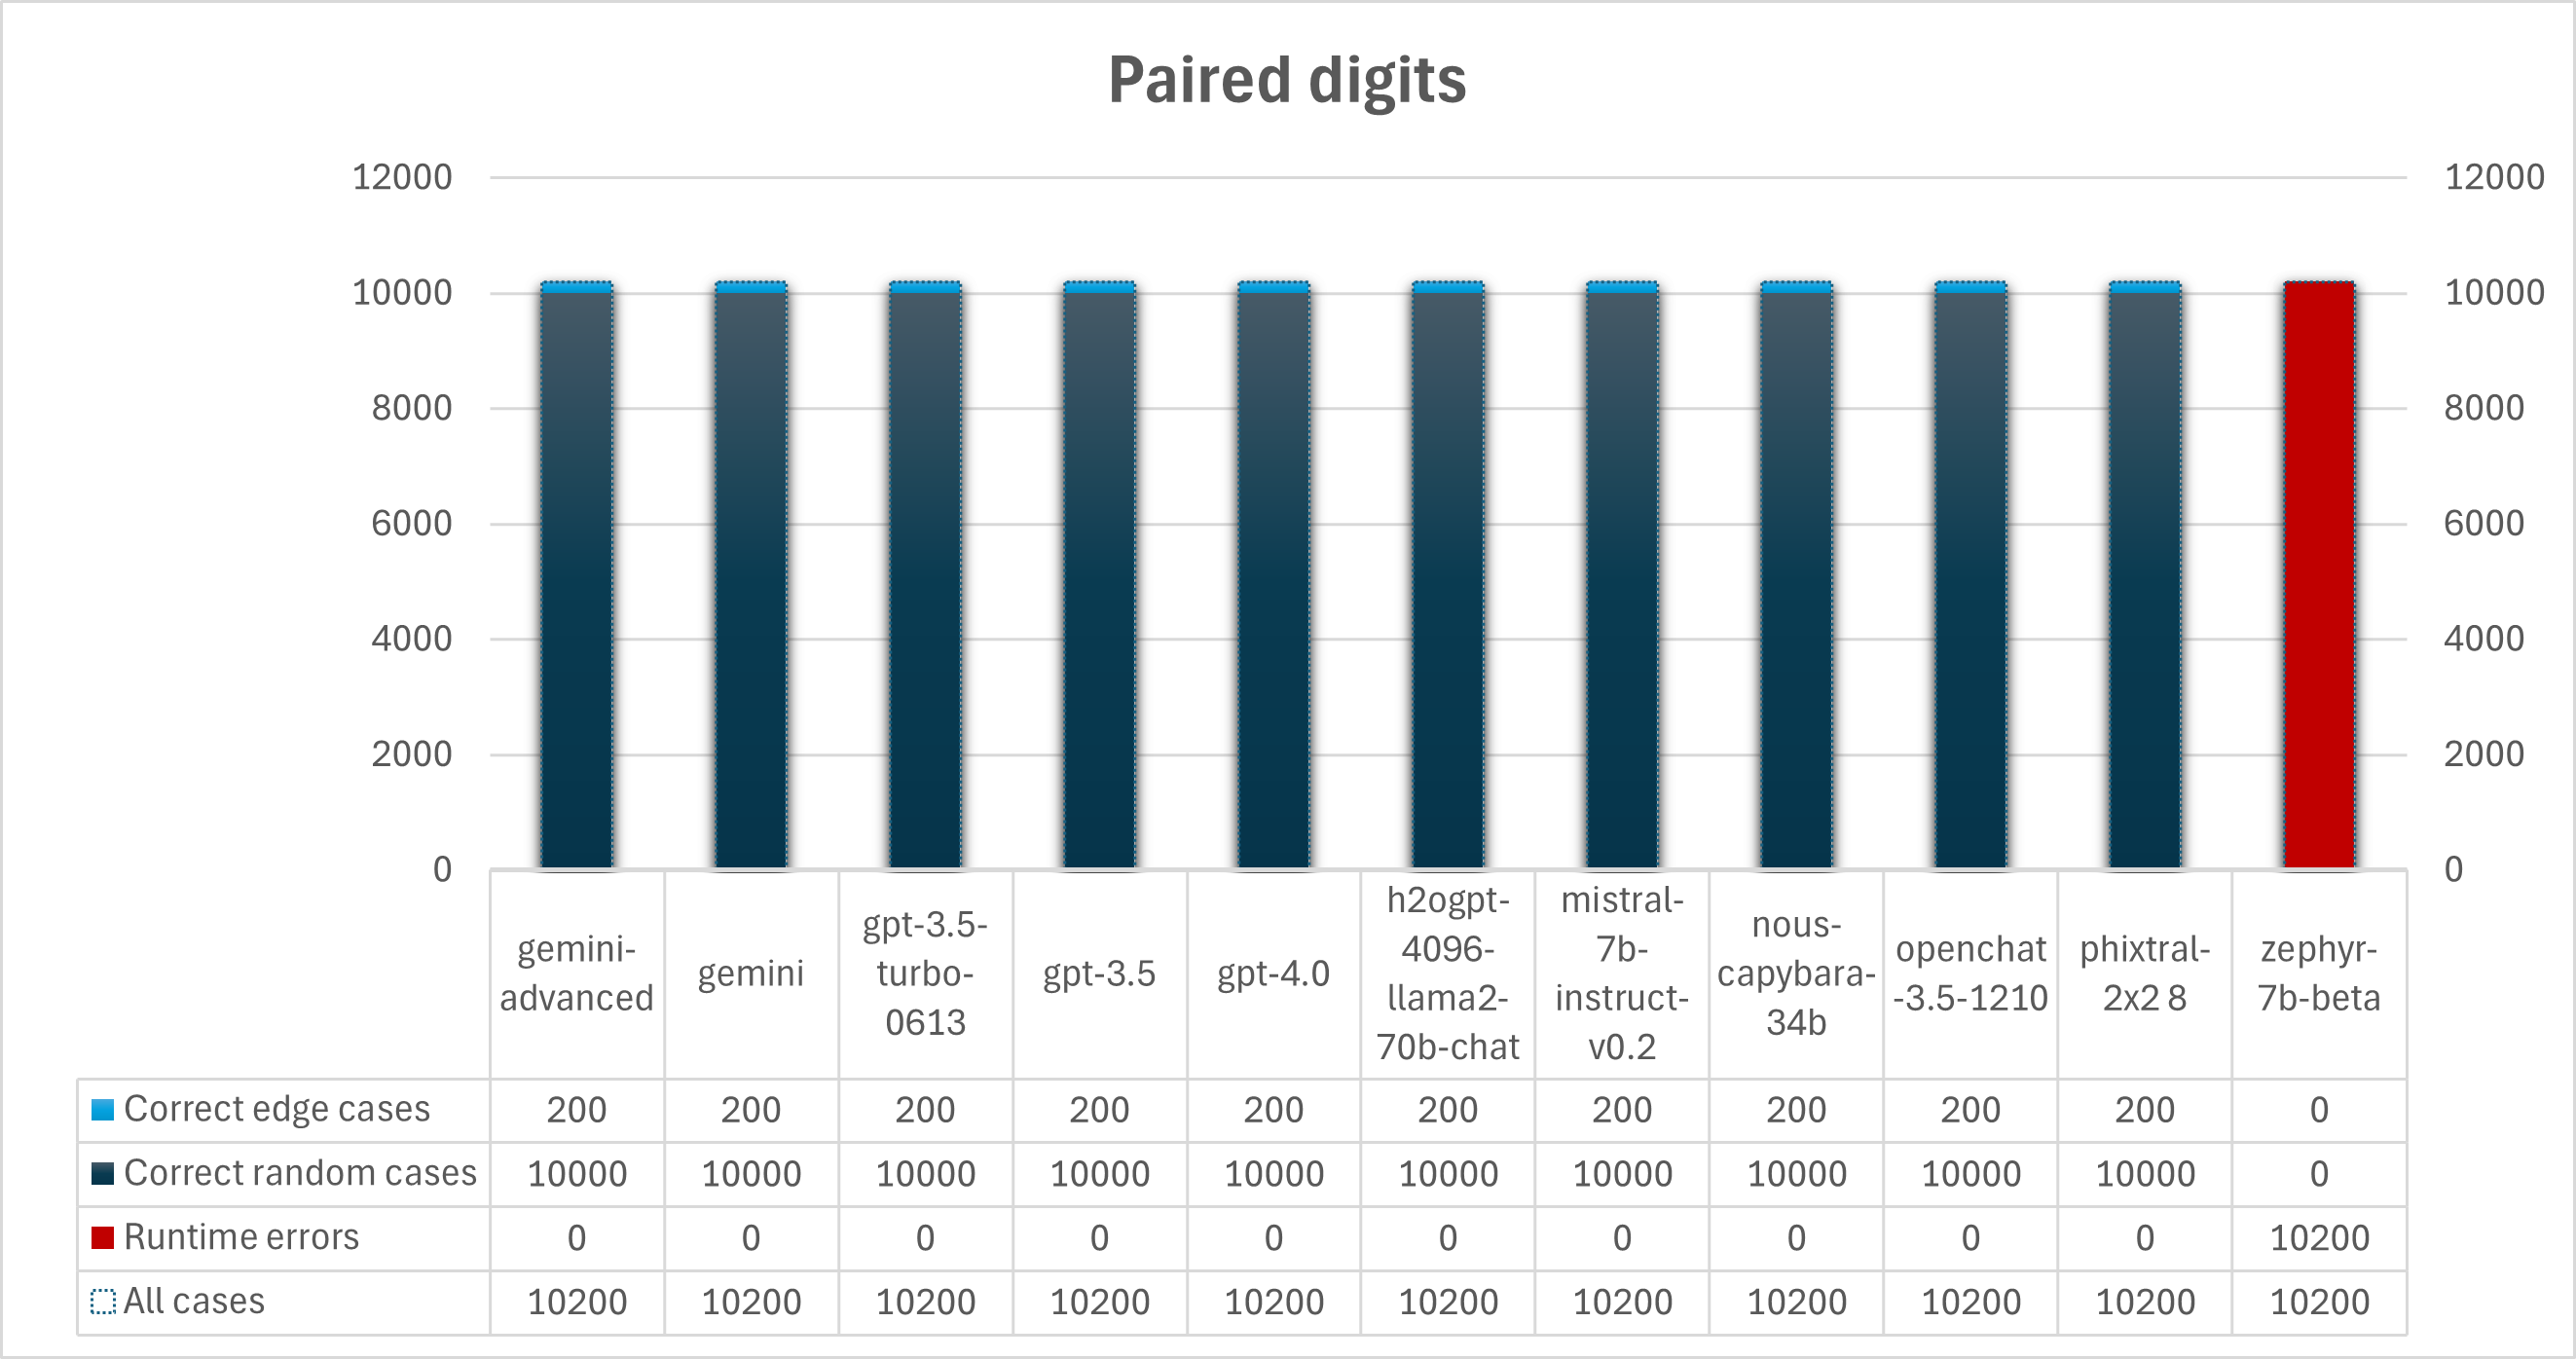 Paired digits
12000 12000
10000 10000
8000 8000
6000 6000
4000 4000
2000 2000
0 0
gemini-
advanced
gemini
gpt-3.5-
turbo-
0613
gpt-3.5
gpt-4.0
h2ogpt-
4096-
llama2-
70b-chat
mistral-
7b-
instruct-
v0.2
nous-
capybara-
34b
openchat
-3.5-1210
phixtral-
2x2 8
zephyr-
7b-beta
Correct edge cases 200 200 200 200 200 200 200 200 200 200 0
Correct random cases 10000 10000 10000 10000 10000 10000 10000 10000 10000 10000 0
Runtime errors 0 0 0 0 0 0 0 0 0 0 10200
All cases 10200 10200 10200 10200 10200 10200 10200 10200 10200 10200 10200